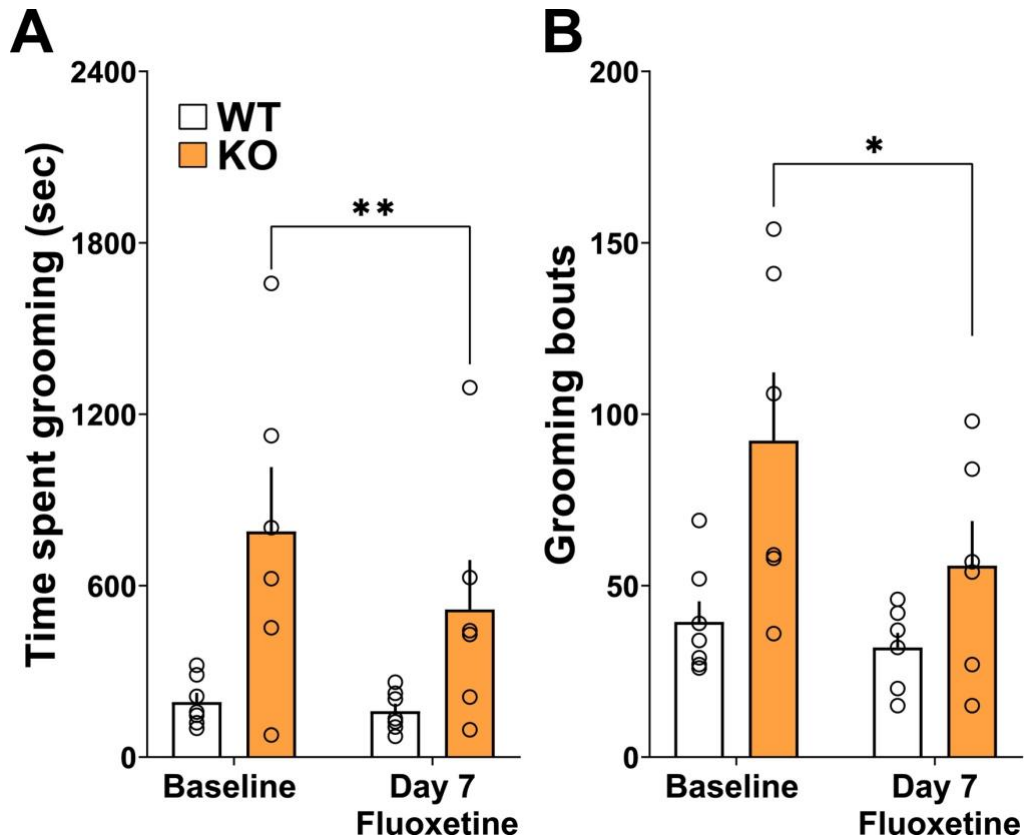 A
Time spent grooming (sec)
2400
1800
1200
600
0
WT
KO
**
Baseline
Day 7
Fluoxetine
B
Grooming bouts
200
150
100
50
0
*
Baseline
Day 7
Fluoxetine